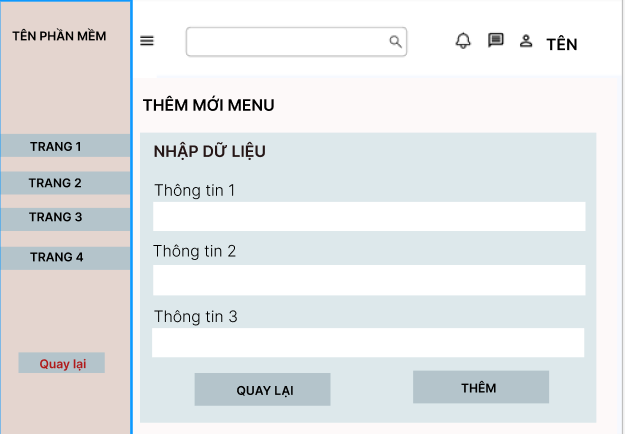 TÊN PHẦN MỀM
TÊN
THÊM MỚI MENU
TRANG 1
TRANG 2
TRANG 3
TRANG 4
Quay lại
NHẬP DỮ LIỆU
Thông tin 1
Thông tin 2
Thông tin 3
QUAY LẠI
THÊM